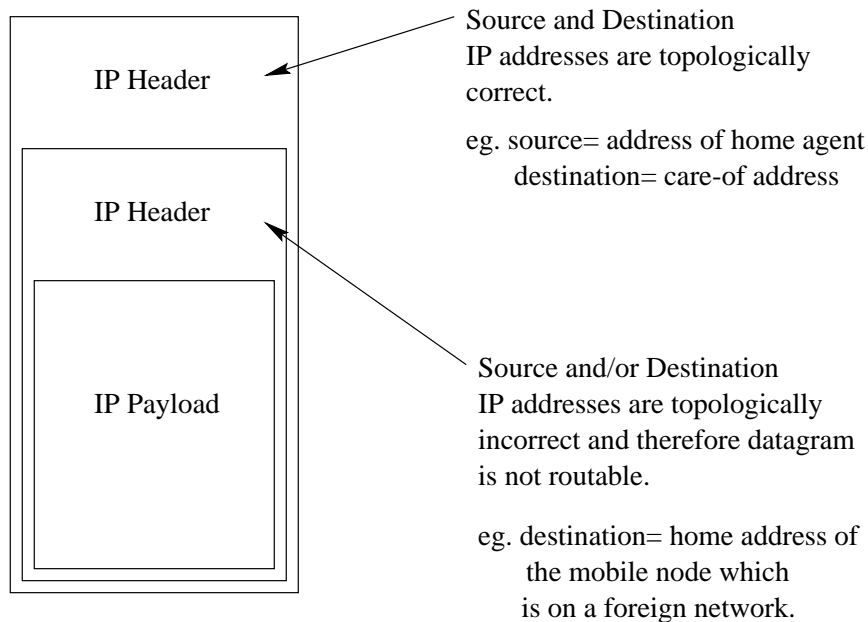 IP Header
Source and Destination
IP addresses are topologically
correct.
eg. source= address of home agent
destination= care-of address
IP Header
IP Payload
Source and/or Destination
IP addresses are topologically
incorrect and therefore datagram
is not routable.
eg. destination= home address of
the mobile node which
is on a foreign network.